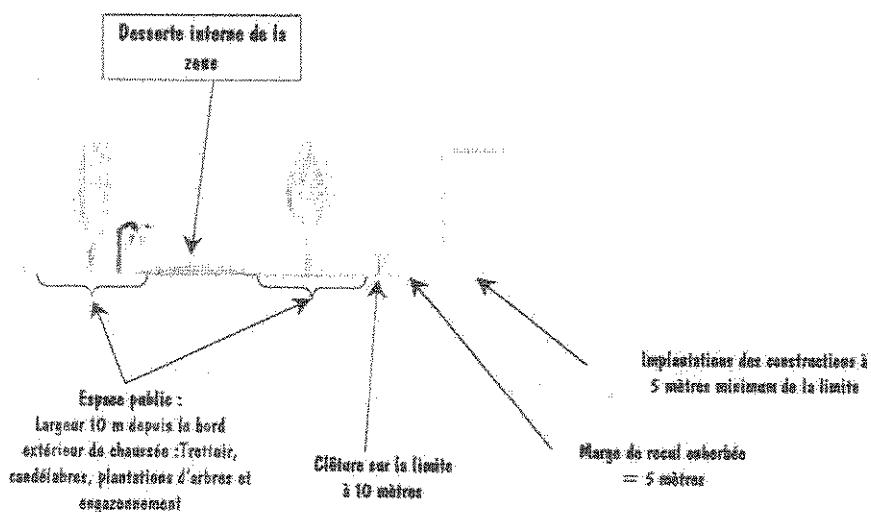 Desserte interne de la
zone
Implantations des constructions à
5 mètres minimum de la limite
Espace public :
Largeur 10 m depuis le bord
extérieur de chaussée :Trottoir,
candélabres, plantations d'arbres et
engazonnement
Clôture sur la limite
à 10 mètres
Marge de recul enherbée
= 5 mètres